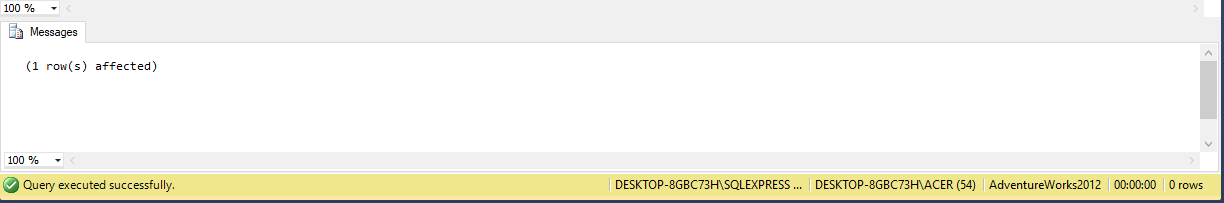 100 %
Messages
(1 row(s) affected)
100 %
Query executed successfully. DESKTOP-8GBC73H\SQLEXPRESS ... DESKTOP-8GBC73H\ACER (54) AdventureWorks2012 00:00:00 0 rows